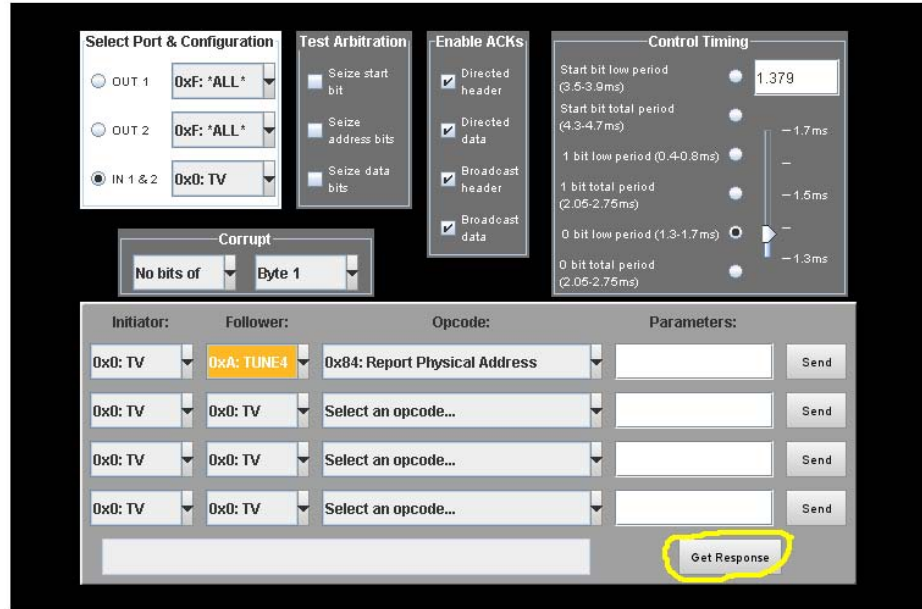 Select Port & Configuration
OUT 1
0xF: *ALL*
OUT 2
0xF: *ALL*
IN 1 & 2
0x0: TV
Test Arbitration
Seize start
bit
Seize
address bits
Seize data
bits
Enable ACKs
Directed
header
Directed
data
Broadcast
header
Broadcast
data
Control Timing
Start bit low period
(3.5-3.9ms)
1.379
Start bit total period
(4.3-4.7ms)
1 bit low period (0.4-0.8ms)
1 bit total period
(2.05-2.75ms)
0 bit low period (1.3-1.7ms)
0 bit total period
(2.05-2.75ms)
1.7ms
1.5ms
1.3ms
Corrupt
No bits of
Byte 1
Initiator: Follower: Opcode: Parameters:
0x0: TV 0xA: TUNE4 0x84: Report Physical Address Send
0x0: TV 0x0: TV Select an opcode... Send
0x0: TV 0x0: TV Select an opcode... Send
0x0: TV 0x0: TV Select an opcode... Send
Get Response